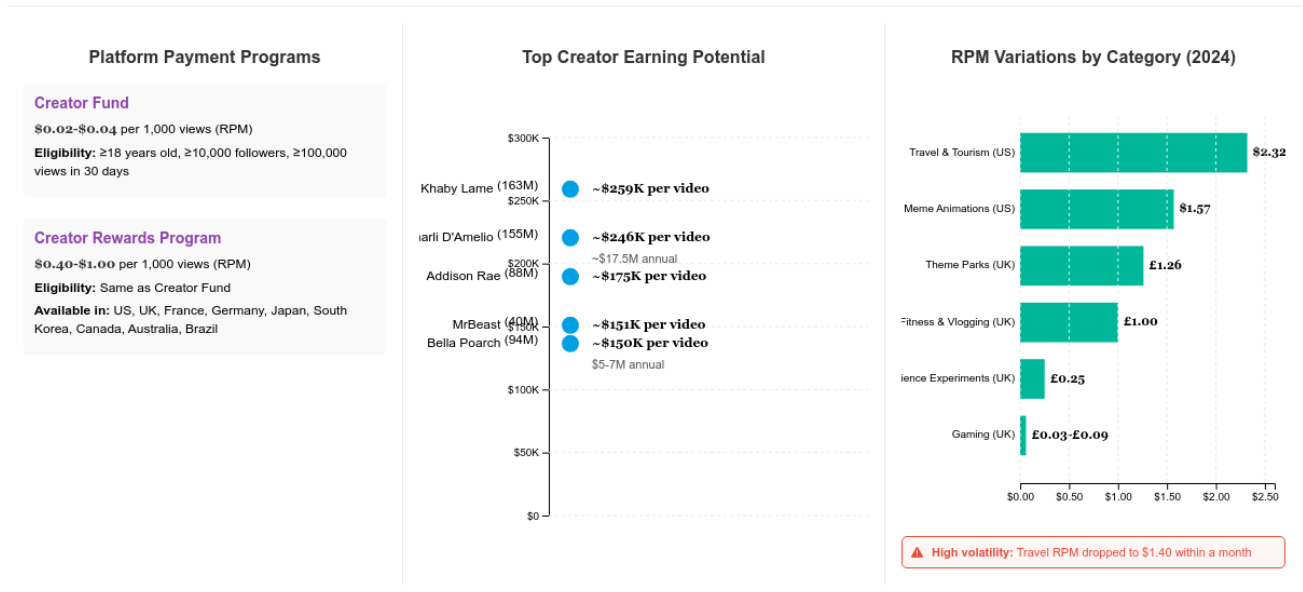 Platform Payment Programs
Creator Fund
$0.02-$0.04 per 1,000 views (RPM)
Eligibility: ≥18 years old, ≥10,000 followers, ≥100,000
views in 30 days
Creator Rewards Program
$0.40-$1.00 per 1,000 views (RPM)
Eligibility: Same as Creator Fund
Available in: US, UK, France, Germany, Japan, South
Korea, Canada, Australia, Brazil
Top Creator Earning Potential
$300K
Khaby Lame (163M) ~$259K per video
$250K
D'Amelio (155M) ~$246K per video
~$17.5M annual
$200K
Addison Rae (88M) ~$175K per video
MrBeast (40M) ~$151K per video
$150K
Bella Poarch (94M) ~$150K per video
$5-7M annual
$100K
$50K
$0
RPM Variations by Category (2024)
Travel & Tourism (US) $2.32
Meme Animations (US) $1.57
Theme Parks (UK) £1.26
Fitness & Vlogging (UK) £1.00
Experiments (UK) £0.25
Gaming (UK) £0.03-£0.09
$0.00 $0.50 $1.00 $1.50 $2.00 $2.50
High volatility: Travel RPM dropped to $1.40 within a month